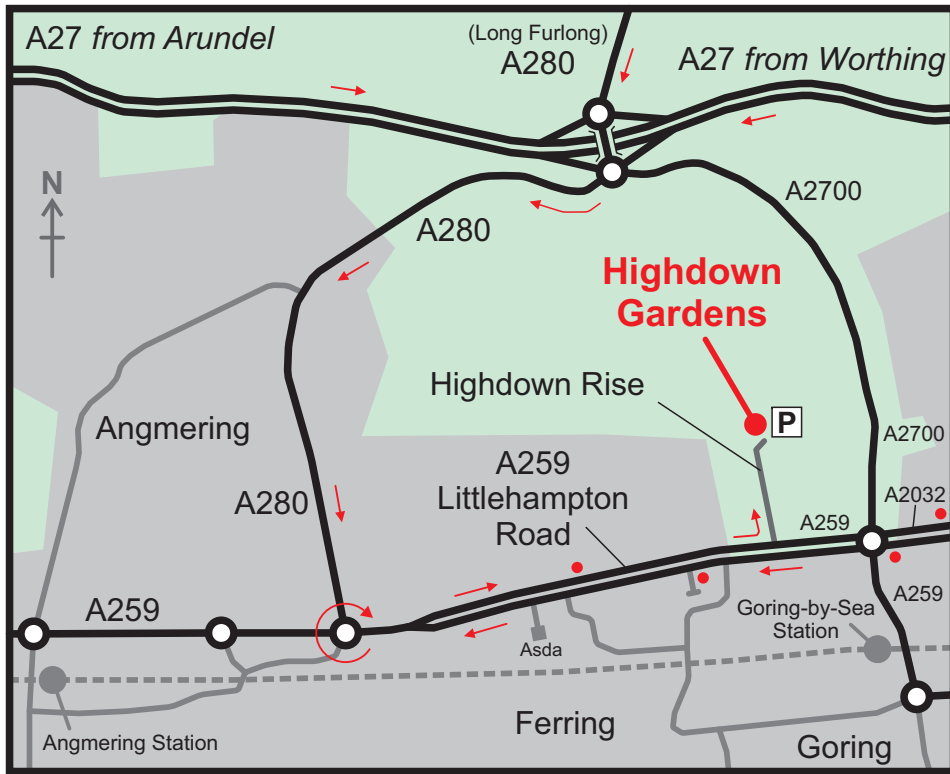 A27 from Arundel
(Long Furlong)
A280
A27 from Worthing
N
A280
A2700
Highdown
Gardens
Highdown Rise
P
Angmering
A2700
A259
Littlehampton
Road
A280
A2032
A259
A259
A259
Goring-by-Sea
Station
Asda
Angmering Station
Ferring
Goring